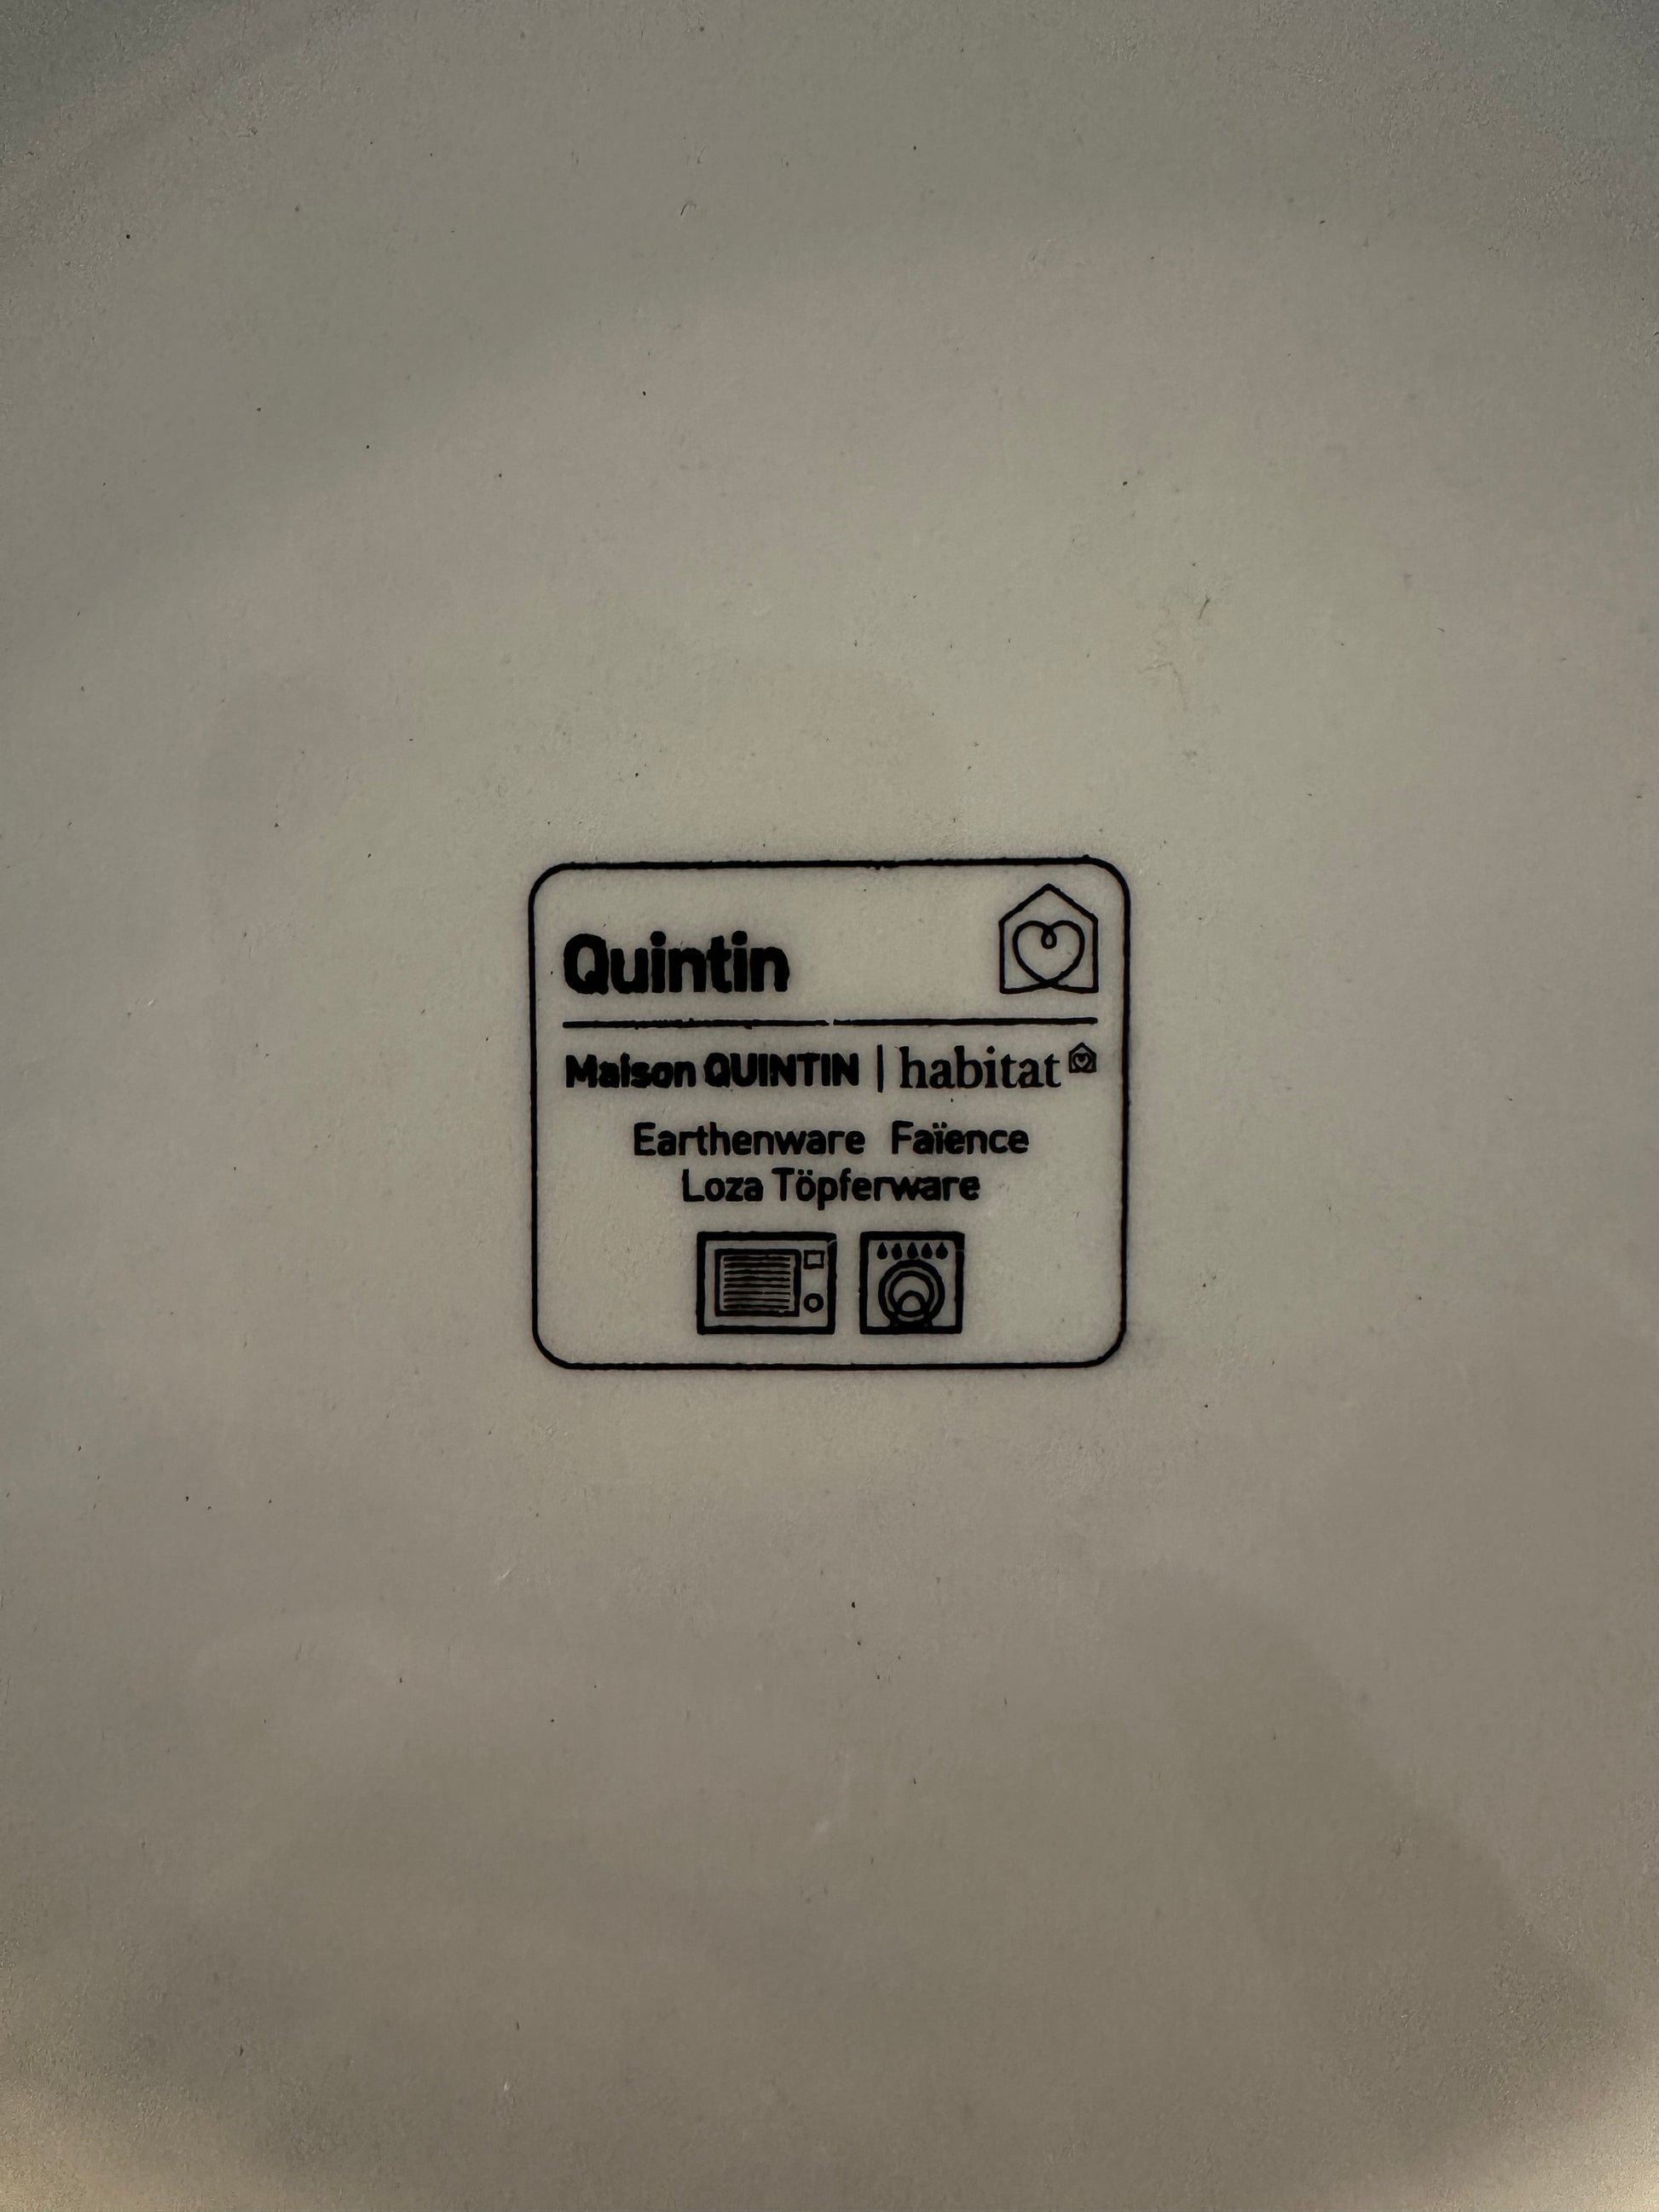 Quintin
Maison QUINTIN | habitat
Earthenware Faïence
Loza Töpferware